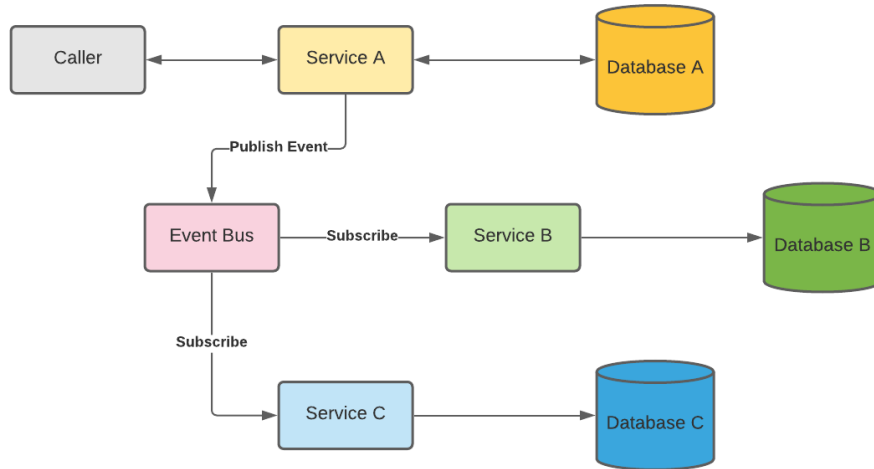 Caller
Service A
Database A
Publish Event
Event Bus
Subscribe
Service B
Database B
Subscribe
Service C
Database C